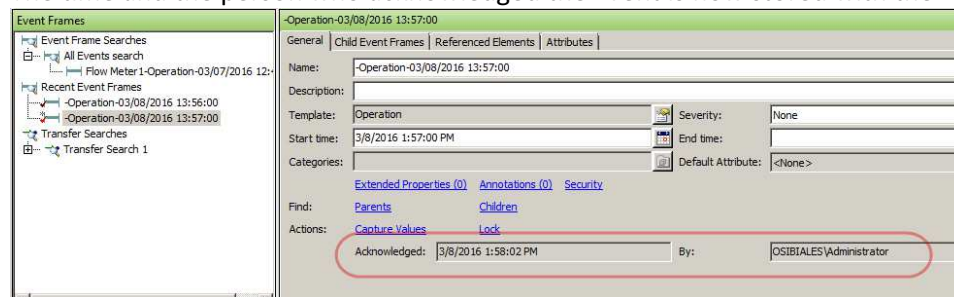 Event Frames
Event Frame Searches
All Events search
Flow Meter1-Operation-03/07/2016 12:
Recent Event Frames
-Operation-03/08/2016 13:56:00
-Operation-03/08/2016 13:57:00
Transfer Searches
Transfer Search 1
-Operation-03/08/2016 13:57:00
General Child Event Frames Referenced Elements Attributes
Name: -Operation-03/08/2016 13:57:00
Description:
Template: Operation Severity: None
Start time: 3/8/2016 1:57:00 PM End time:
Categories: Default Attribute: <None>
Extended Properties (0) Annotations (0) Security
Find: Parents Children
Actions: Capture Values Lock
Acknowledged: 3/8/2016 1:58:02 PM By: OSIBIALES\Administrator